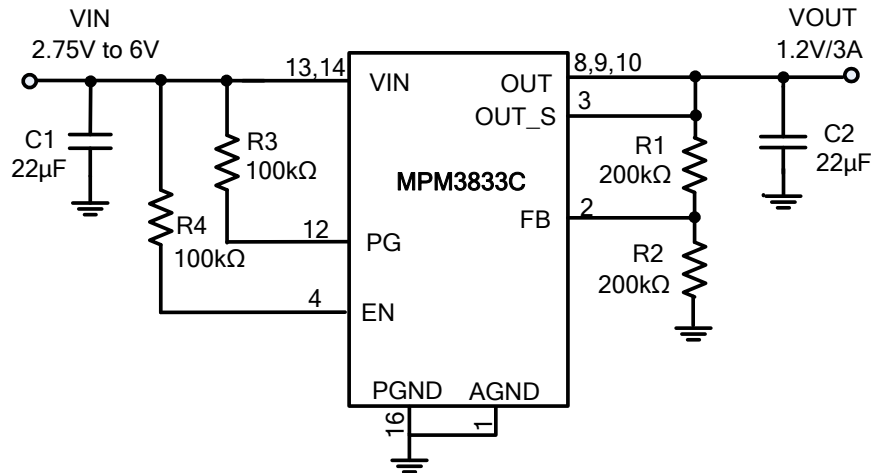 VIN
2.75V to 6V
VOUT
1.2V/3A
13,14
VIN
8,9,10
OUT
3
OUT_S
C1
22µF
R3
100kΩ
R4
100kΩ
MPM3833C
R1
200kΩ
C2
22µF
12
PG
2
FB
R2
200kΩ
4
EN
PGND
AGND
16
1